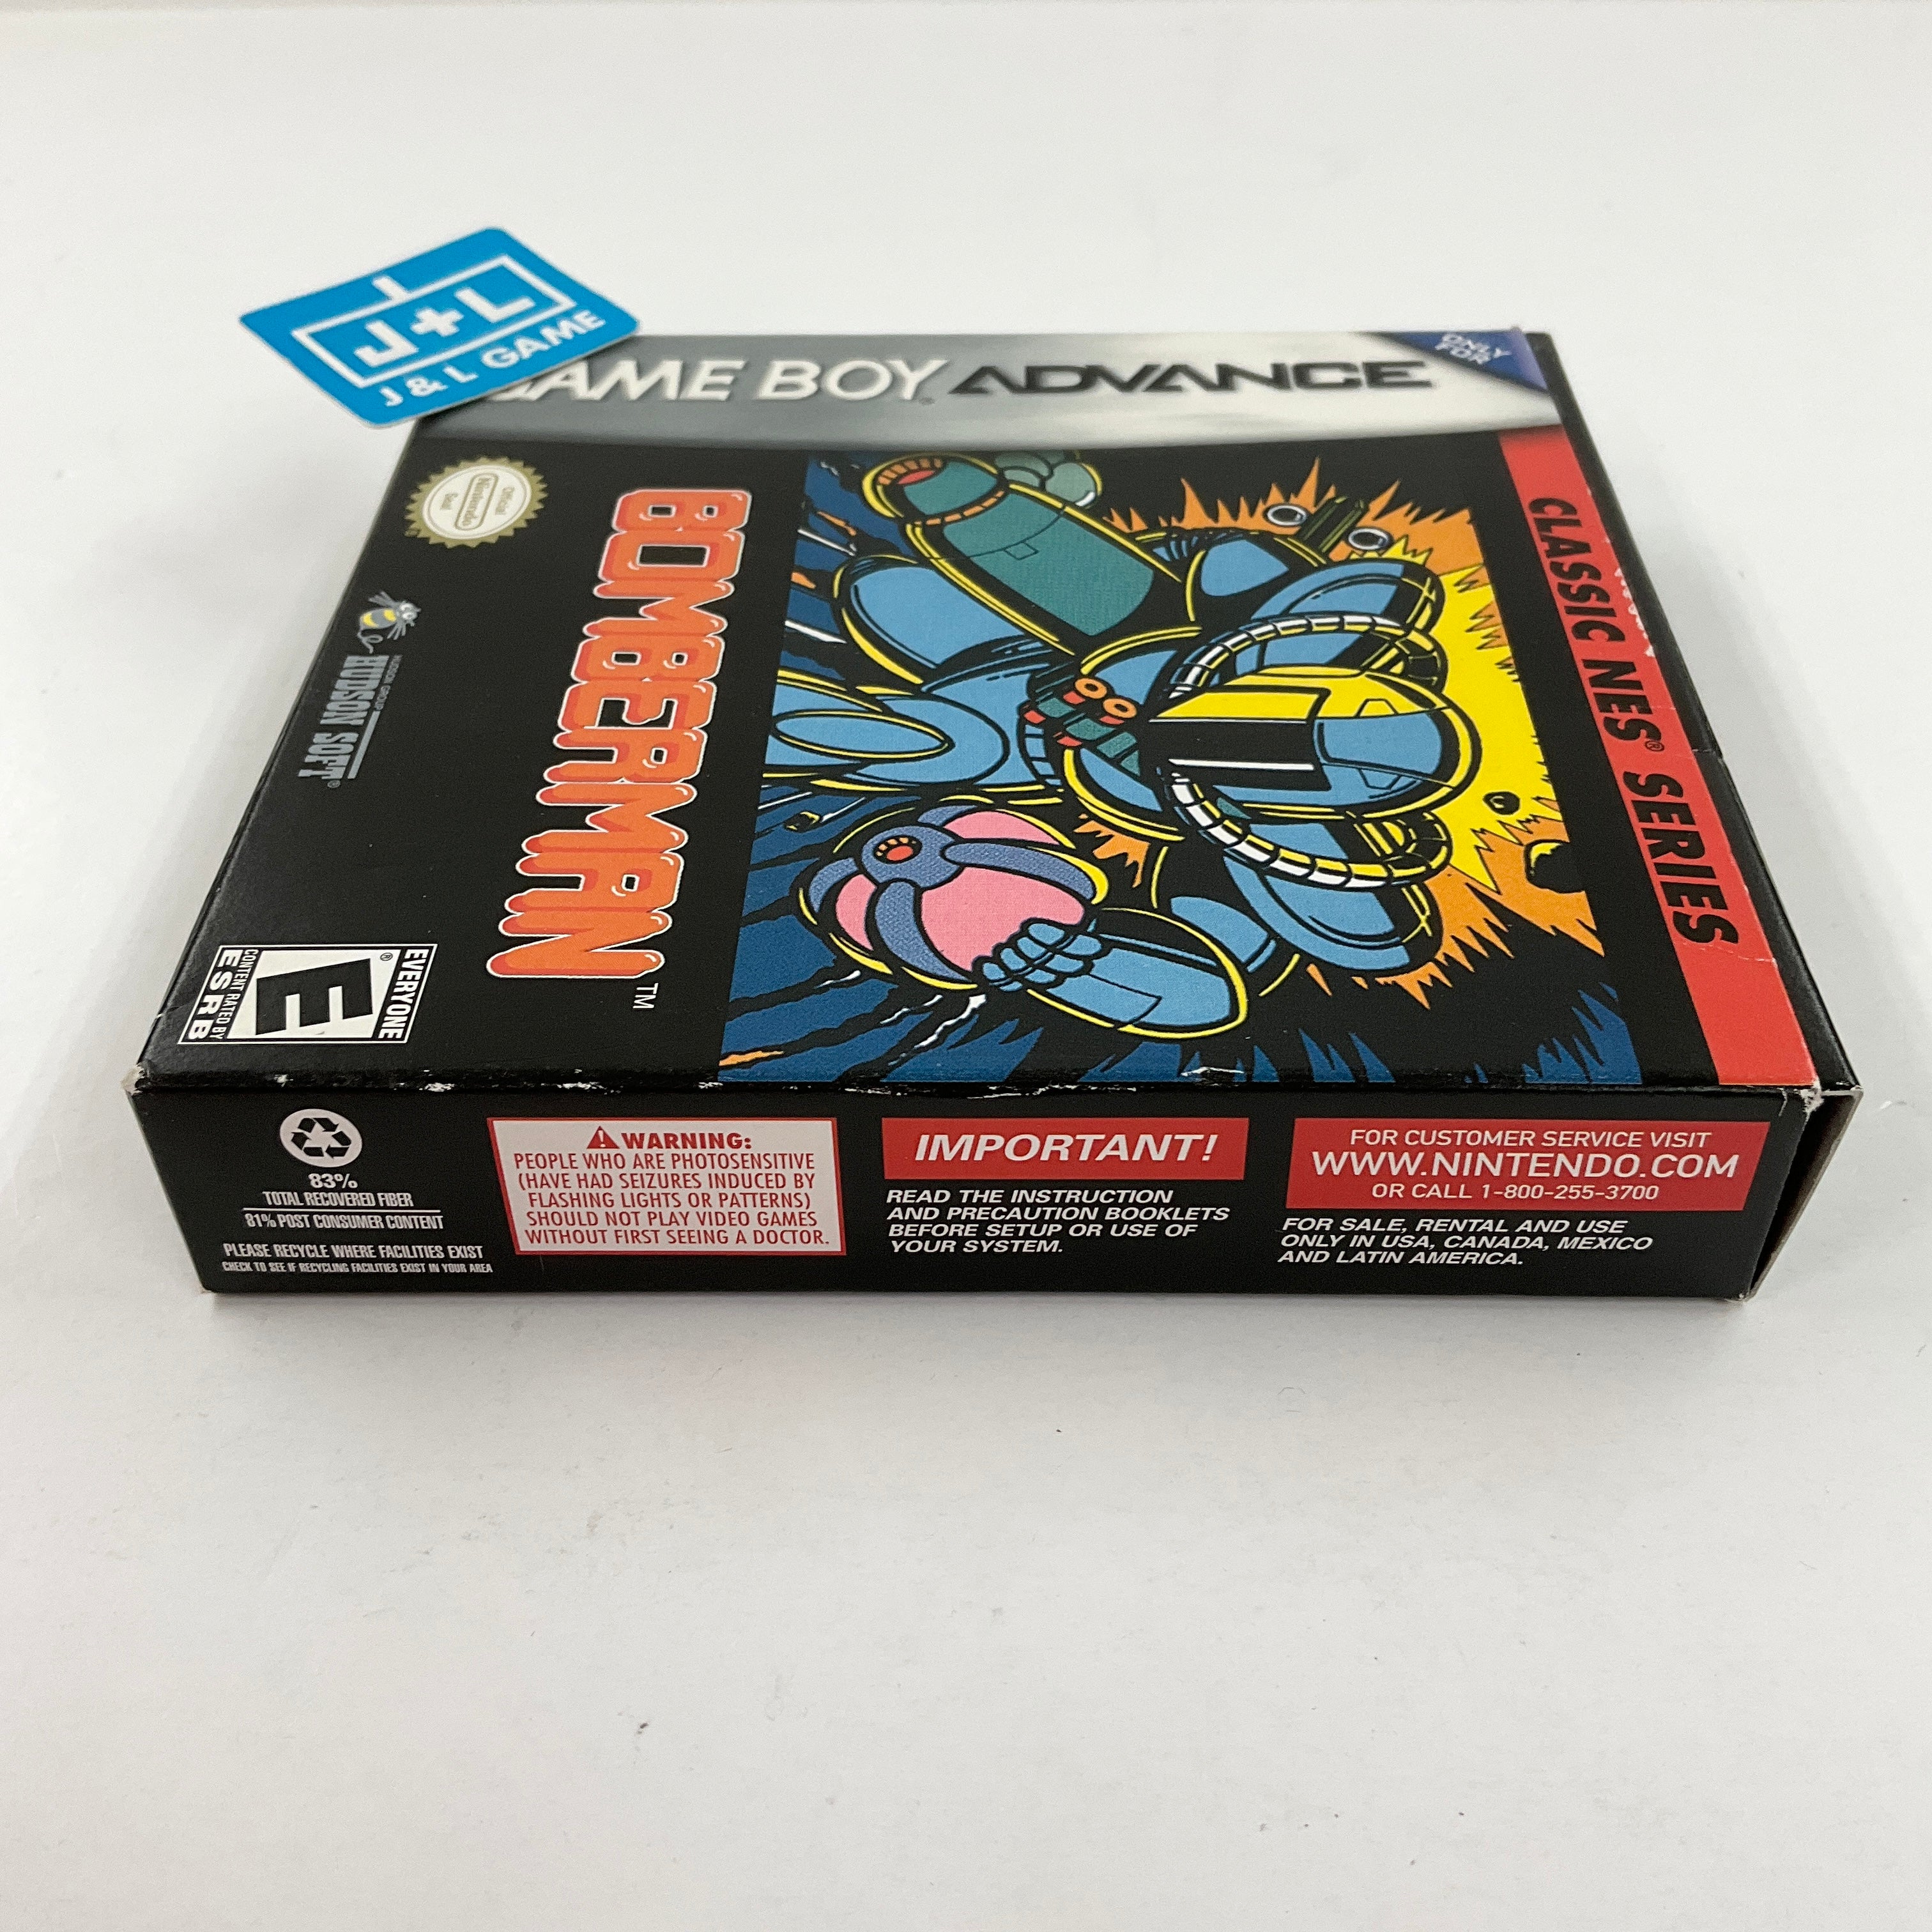 J+L
J & L GAME
GAME BOY ADVANCE
ONLY
FOR
Official
Nintendo
Seal
CLASSIC NES® SERIES
BOMBERMAN™
HUDSON GROUP
HUDSON SOFT®
EVERYONE
E®
CONTENT RATED BY
ESRB
83%
TOTAL RECOVERED FIBER
81% POST CONSUMER CONTENT
PLEASE RECYCLE WHERE FACILITIES EXIST
CHECK TO SEE IF RECYCLING FACILITIES EXIST IN YOUR AREA
WARNING:
PEOPLE WHO ARE PHOTOSENSITIVE
(HAVE HAD SEIZURES INDUCED BY
FLASHING LIGHTS OR PATTERNS)
SHOULD NOT PLAY VIDEO GAMES
WITHOUT FIRST SEEING A DOCTOR.
IMPORTANT!
READ THE INSTRUCTION
AND PRECAUTION BOOKLETS
BEFORE SETUP OR USE OF
YOUR SYSTEM.
FOR CUSTOMER SERVICE VISIT
WWW.NINTENDO.COM
OR CALL 1-800-255-3700
FOR SALE, RENTAL AND USE
ONLY IN USA, CANADA, MEXICO
AND LATIN AMERICA.